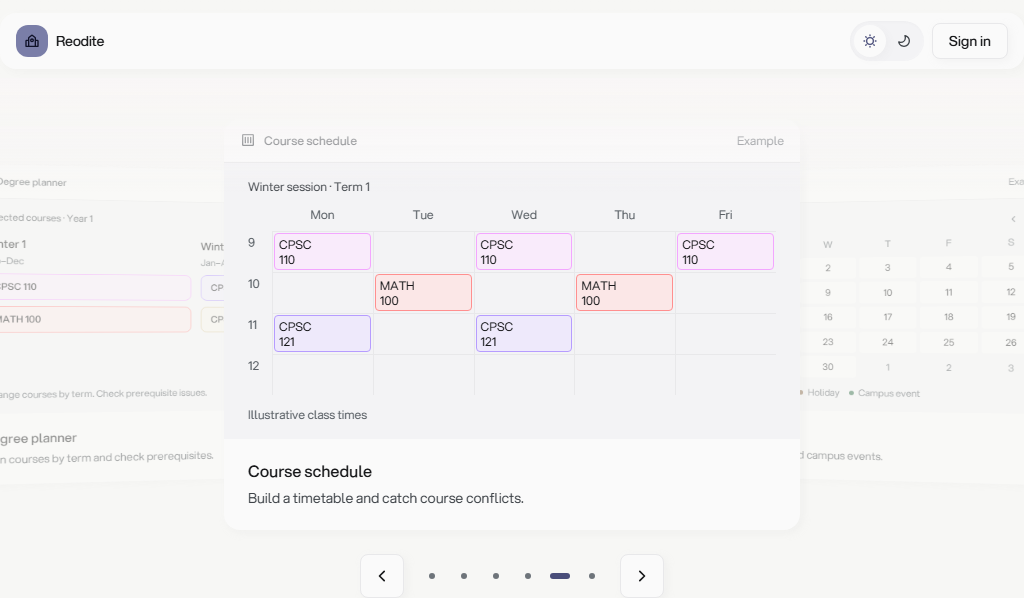 Reodite
Sign in
Course schedule
Example
Winter session · Term 1
Mon Tue Wed Thu Fri
9
CPSC 110
CPSC 110
CPSC 110
10
MATH 100
MATH 100
11
CPSC 121
CPSC 121
12
Illustrative class times
Course schedule
Build a timetable and catch course conflicts.
Degree planner
ected courses · Year 1
nter 1
Wint
–Dec
Jan–A
CPSC 110
CP
MATH 100
CP
ange courses by term. Check prerequisite issues.
gree planner
n courses by term and check prerequisites.
Exa
W T F S
2 3 4 5
9 10 11 12
16 17 18 19
23 24 25 26
30 1 2 3
Holiday
Campus event
d campus events.